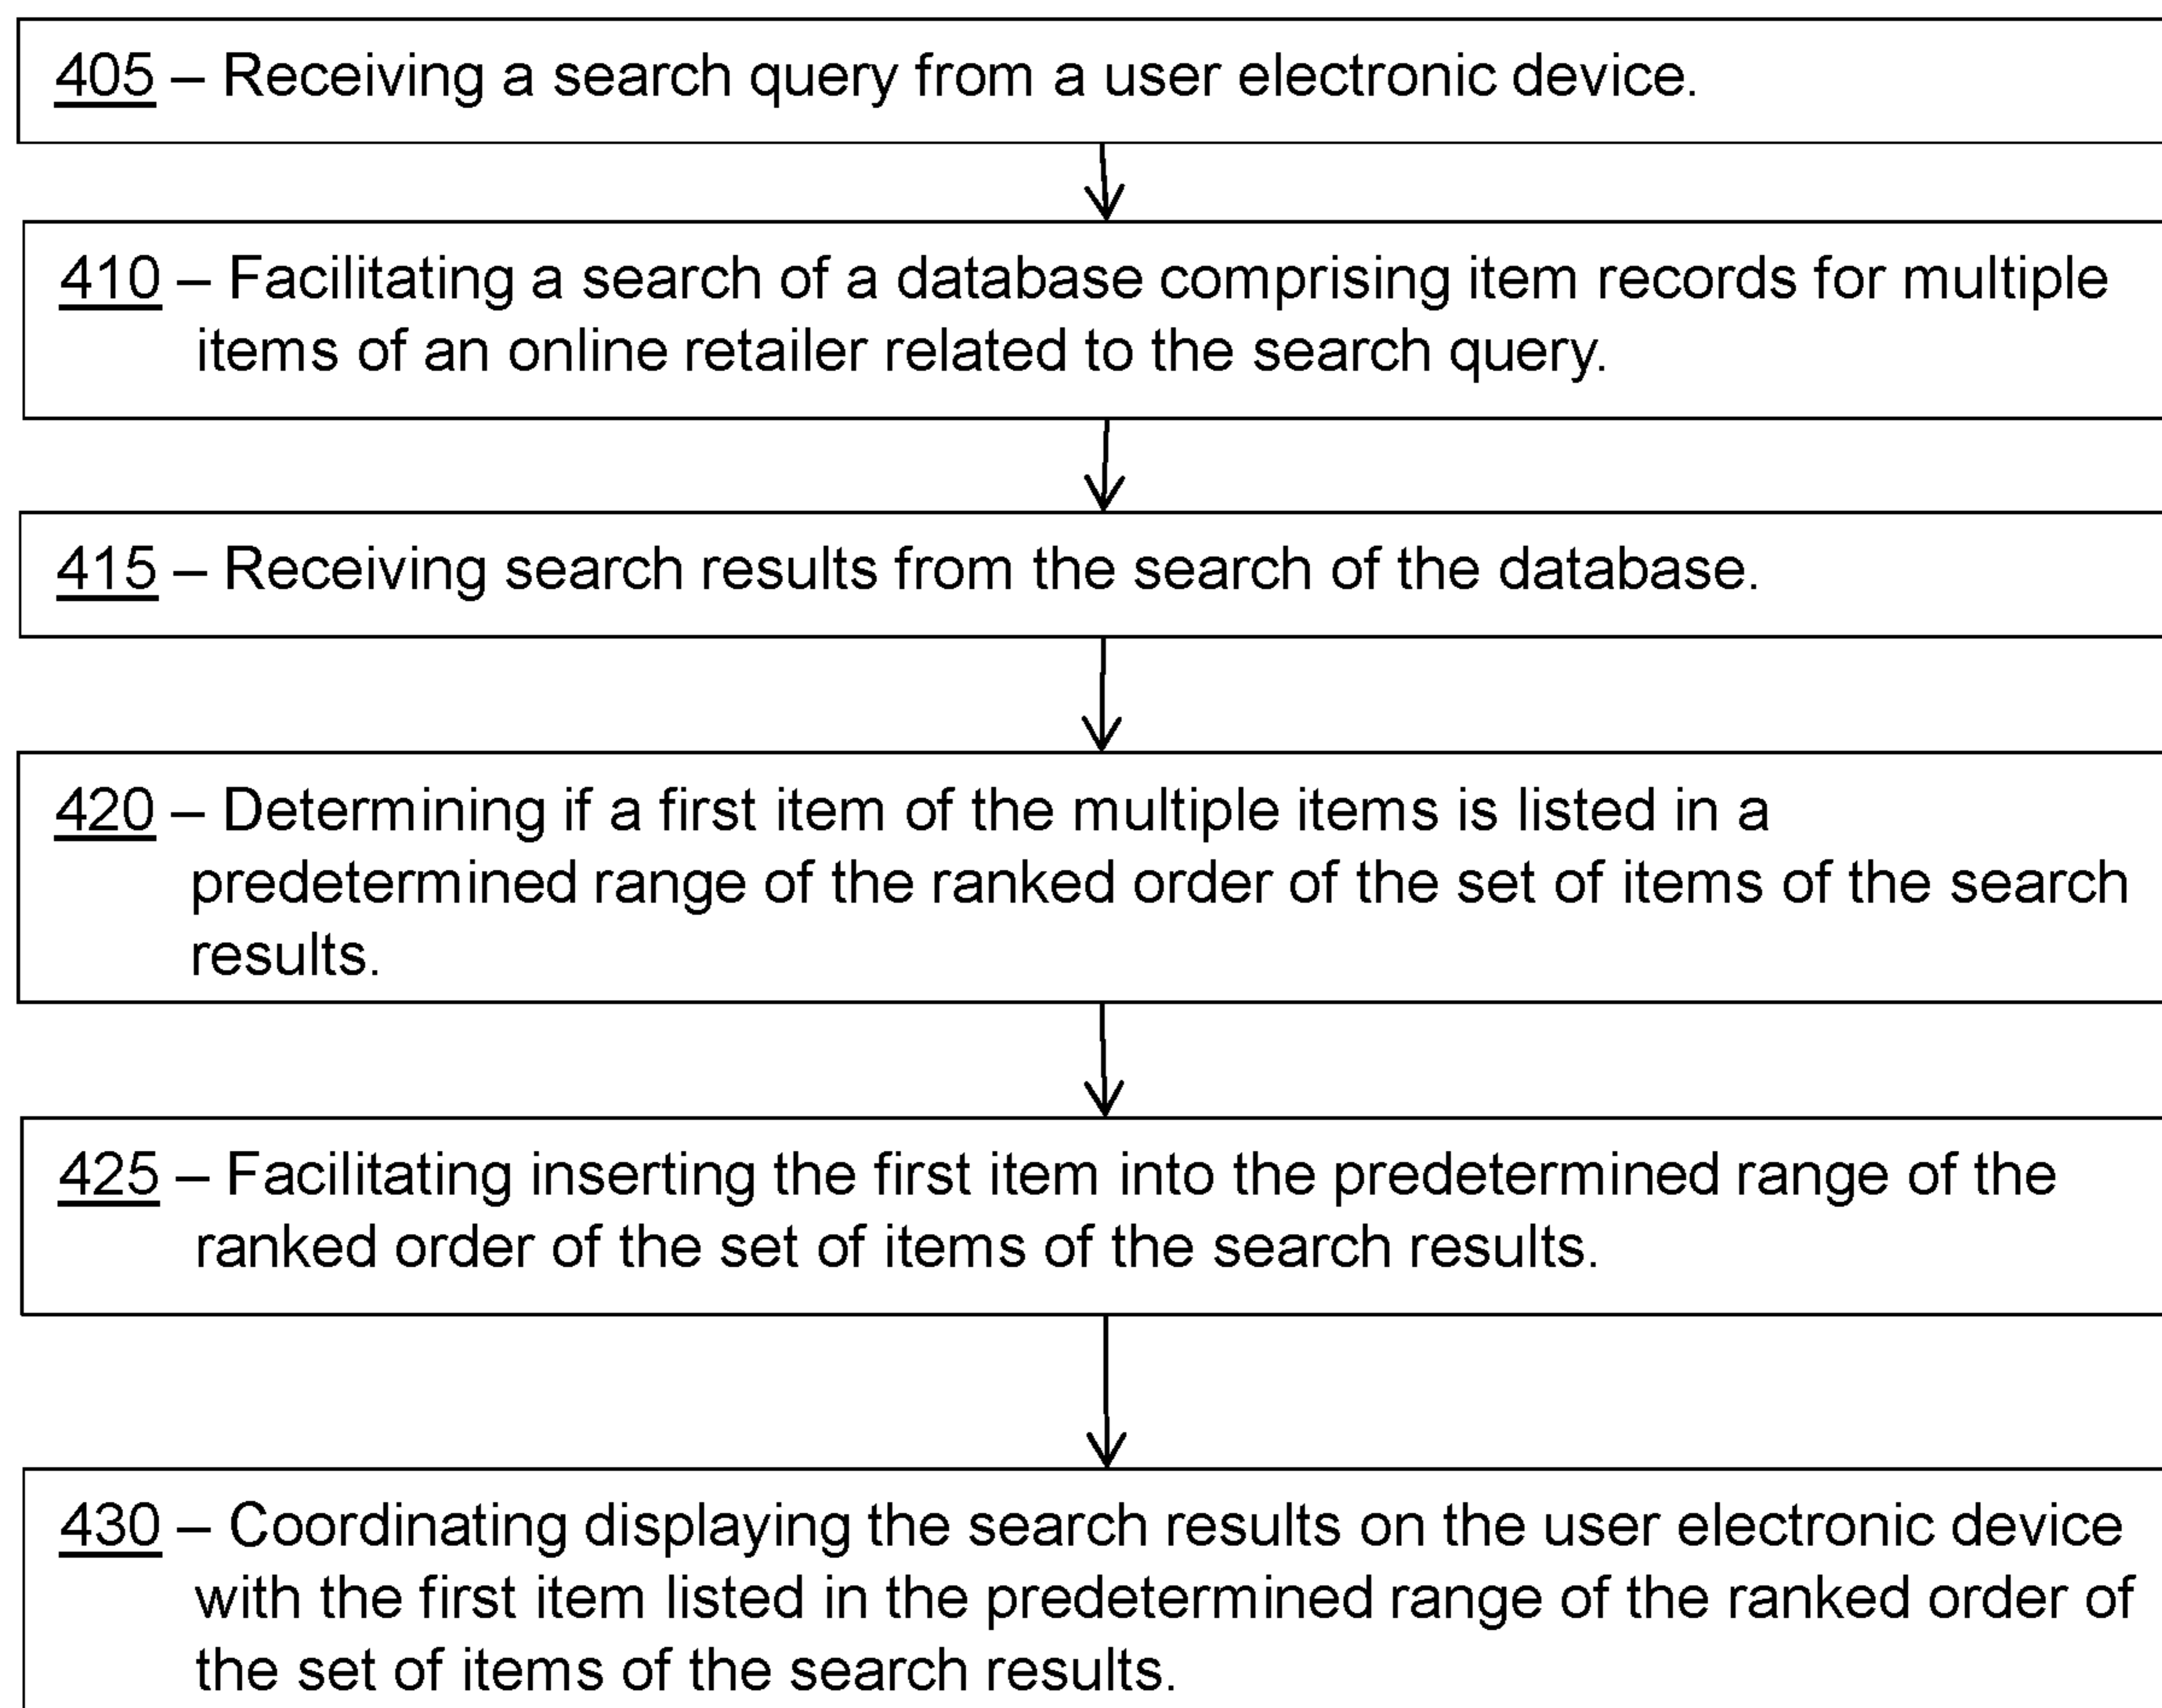 405 – Receiving a search query from a user electronic device.
410 – Facilitating a search of a database comprising item records for multiple
items of an online retailer related to the search query.
415 – Receiving search results from the search of the database.
420 – Determining if a first item of the multiple items is listed in a
predetermined range of the ranked order of the set of items of the search
results.
425 – Facilitating inserting the first item into the predetermined range of the
ranked order of the set of items of the search results.
430 – Coordinating displaying the search results on the user electronic device
with the first item listed in the predetermined range of the ranked order of
the set of items of the search results.